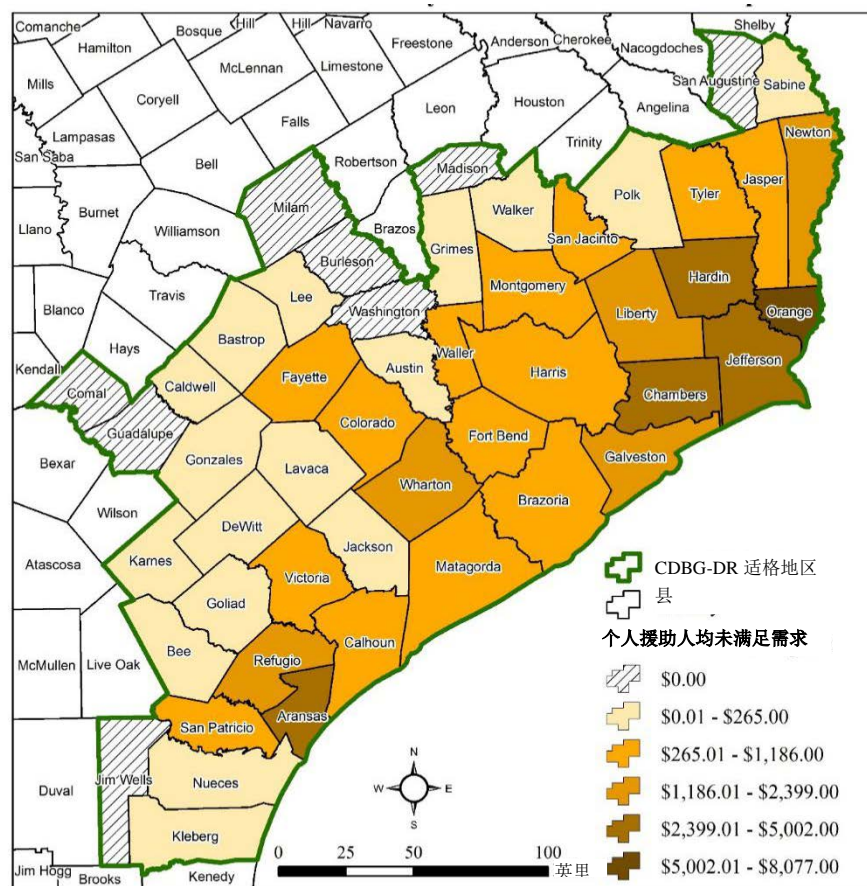 Comanche
Hamilton
Bosque
Hill
Hill
Navarro
Freestone
Anderson
Cherokee
Nacogdoches
Shelby
San Augustine
Sabine
Mills
Coryell
McLennan
Limestone
Leon
Houston
Angelina
Trinity
Newton
Lampasas
San Saba
Falls
Bell
Robertson
Madison
Polk
Tyler
Jasper
Llano
Burnet
Williamson
Milam
Brazos
Walker
Grimes
San Jacinto
Burleson
Hardin
Blanco
Travis
Lee
Washington
Montgomery
Liberty
Orange
Hays
Bastrop
Kendall
Caldwell
Fayette
Austin
Waller
Harris
Jefferson
Comal
Chambers
Guadalupe
Colorado
Fort Bend
Bexar
Gonzales
Lavaca
Galveston
Wharton
Brazoria
Wilson
DeWitt
Jackson
Atascosa
Karnes
Victoria
Matagorda
Goliad
Calhoun
McMullen
Live Oak
Bee
Refugio
San Patricio
Aransas
Duval
Jim Wells
Nueces
Kleberg
Jim Hogg
Brooks
Kenedy
N
W E
S
0 25 50 100 英里
CDBG-DR 适格地区
县
个人援助人均未满足需求
$0.00
$0.01 - $265.00
$265.01 - $1,186.00
$1,186.01 - $2,399.00
$2,399.01 - $5,002.00
$5,002.01 - $8,077.00